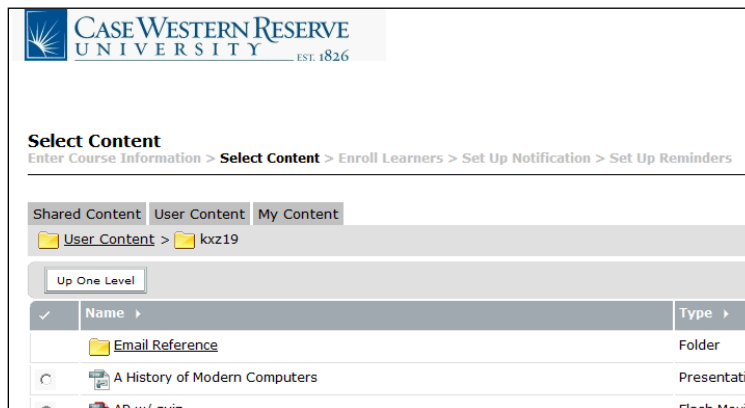 CASE WESTERN RESERVE
UNIVERSITY EST. 1826
Select Content
Enter Course Information > Select Content > Enroll Learners > Set Up Notification > Set Up Reminders
Shared Content User Content My Content
User Content > kxz19
Up One Level
Name Type
Email Reference Folder
A History of Modern Computers Presentati